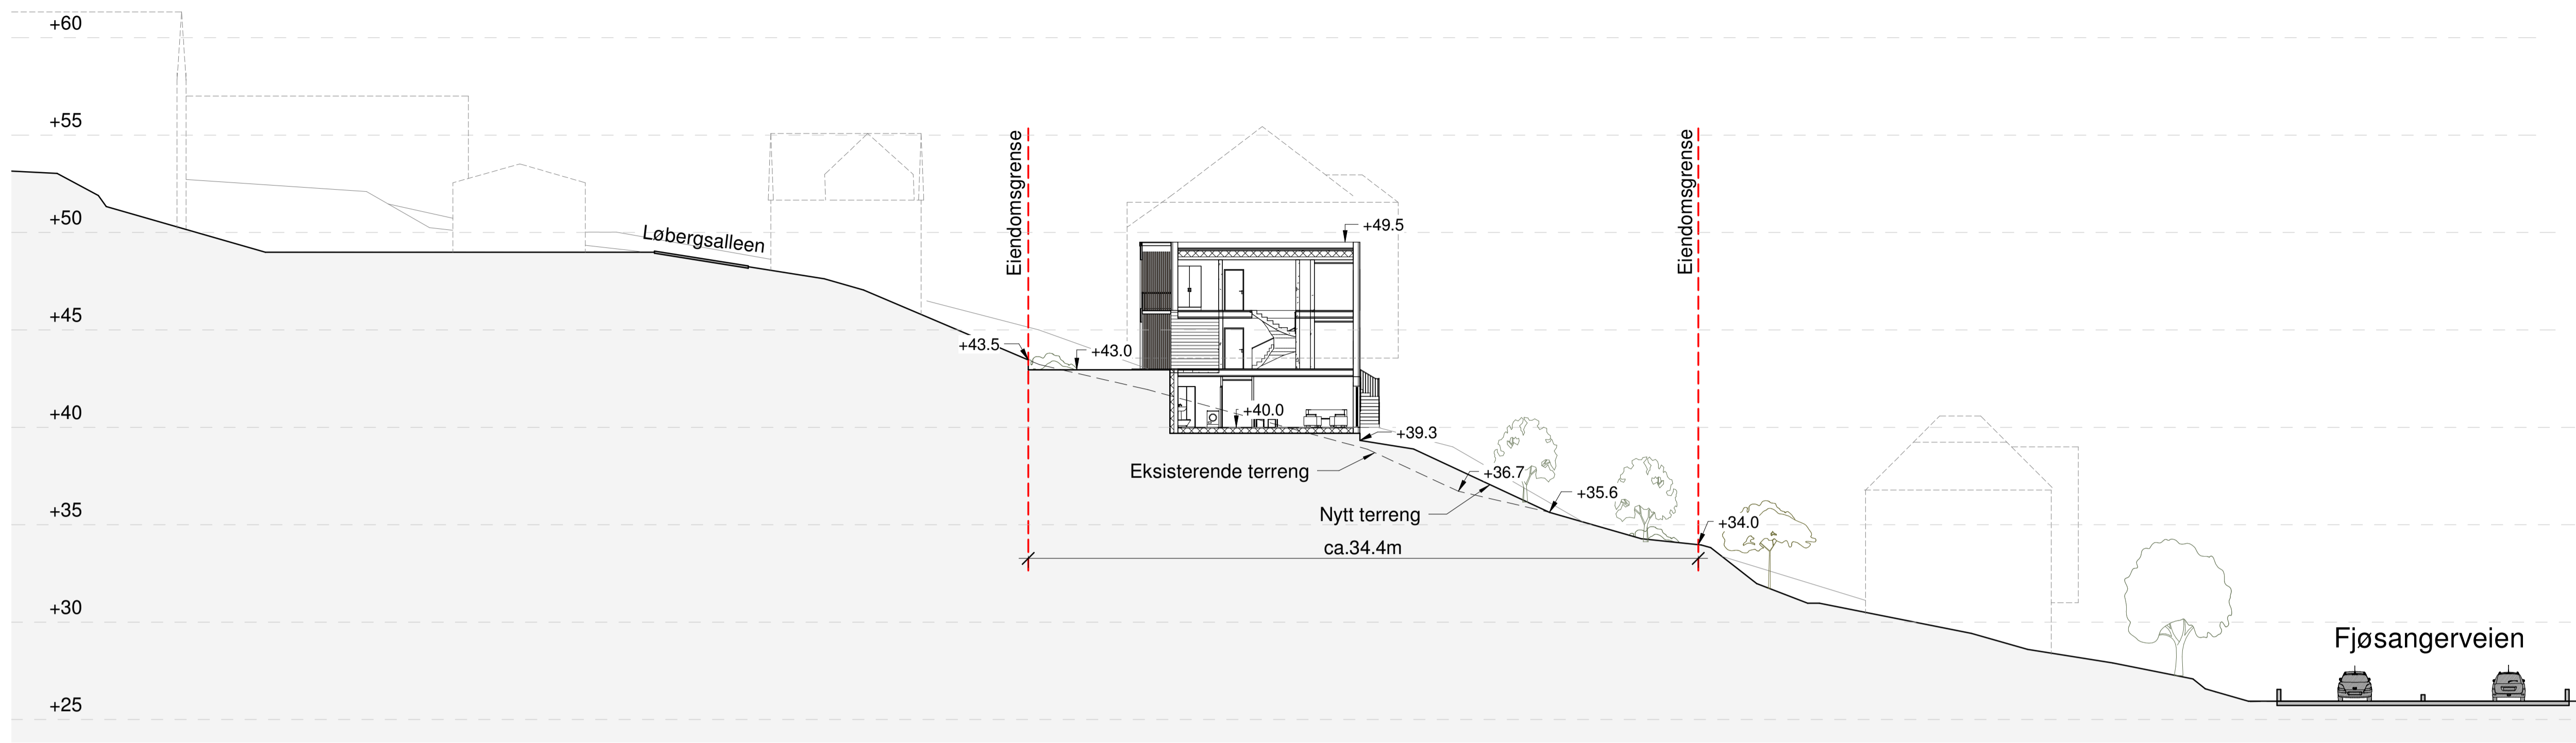 +60
+55
+50
+45
+40
+35
+30
+25
Løbergsalleen
Eiendomsgrense
Eiendomsgrense
+49.5
+43.5
+43.0
+40.0
+39.3
Eksisterende terreng
+36.7
+35.6
Nytt terreng
+34.0
ca.34.4m
Fjøsangerveien